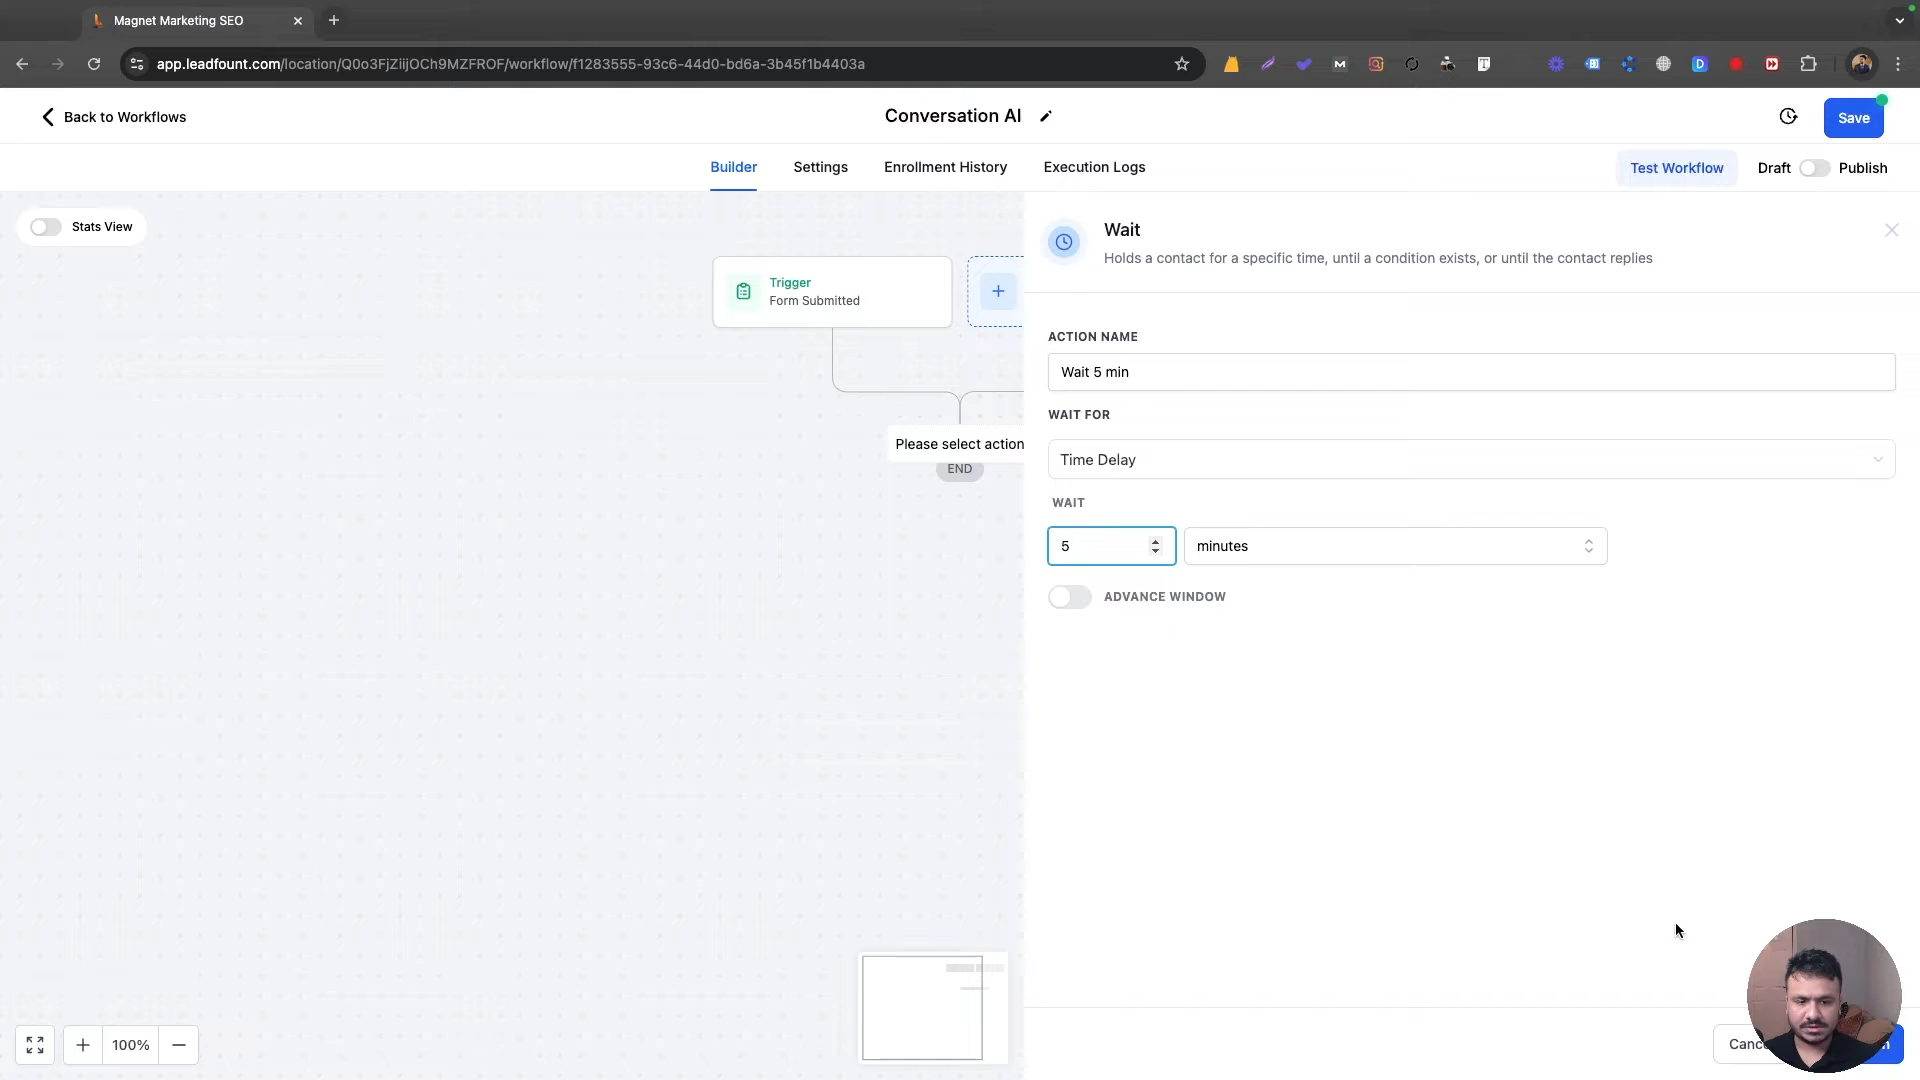 Magnet Marketing SEO
app.leadfount.com/location/Q0o3FjZiijOCh9MZFROF/workflow/f1283555-93c6-44d0-bd6a-3b45f1b4403a
Back to Workflows
Conversation AI
Save
Builder
Settings
Enrollment History
Execution Logs
Test Workflow
Draft
Publish
Stats View
Trigger
Form Submitted
Please select action
END
Wait
Holds a contact for a specific time, until a condition exists, or until the contact replies
ACTION NAME
Wait 5 min
WAIT FOR
Time Delay
WAIT
5
minutes
ADVANCE WINDOW
100%